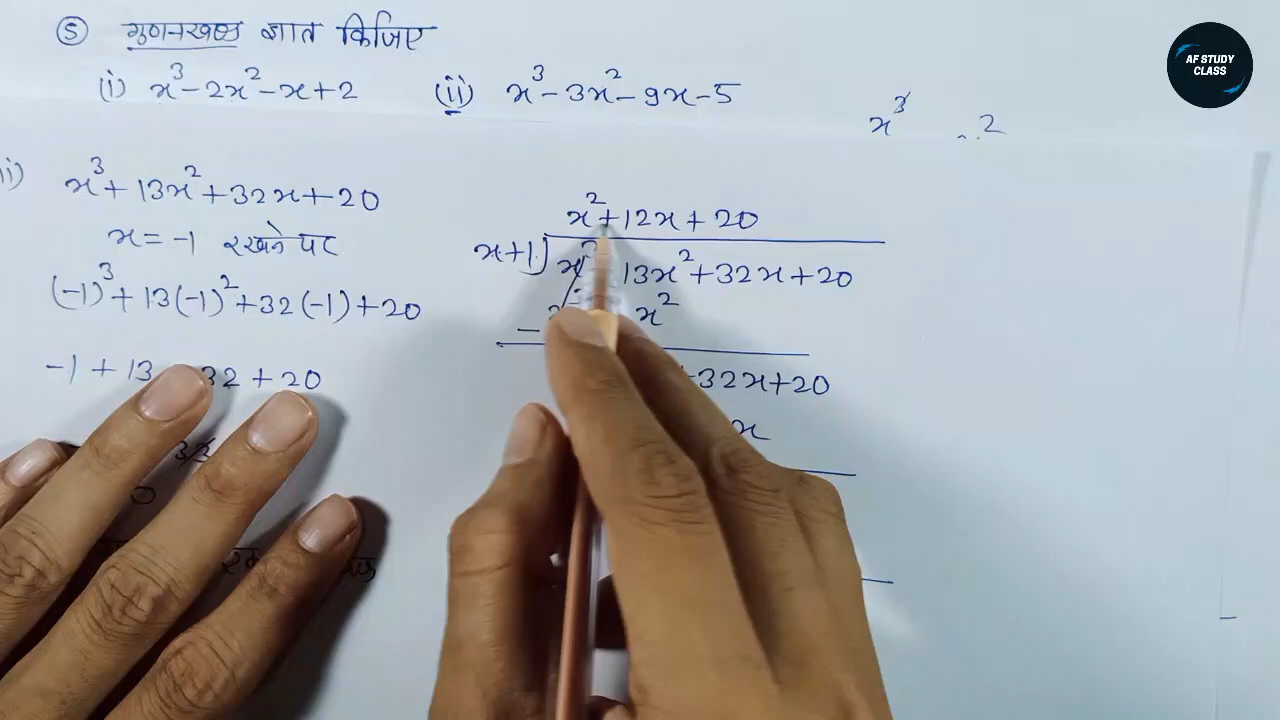 ⑤ गुणनखण्ड ज्ञात किजिए
(i) x³ - 2x² - x + 2 (ii) x³ - 3x² - 9x - 5
AF STUDY
CLASS
x³ 2
i) x³ + 13x² + 32x + 20
x = -1 रखने पर
(-1)³ + 13(-1)² + 32(-1) + 20
-1 + 13 32 + 20
0
x² + 12x + 20
x+1) x 13x² + 32x + 20
- x²
32x + 20
x